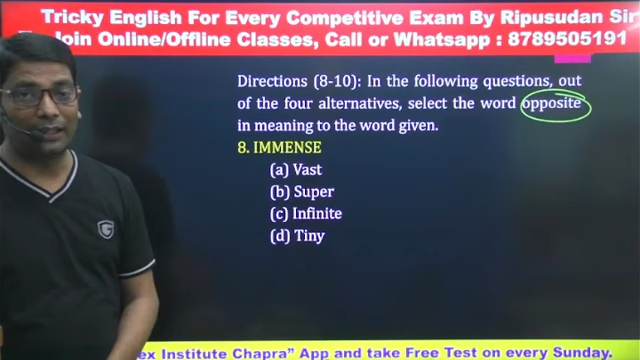 Tricky English For Every Competitive Exam By Ripusudan Sir
Join Online/Offline Classes, Call or Whatsapp : 8789505191
Directions (8-10): In the following questions, out
of the four alternatives, select the word opposite
in meaning to the word given.
8. IMMENSE
(a) Vast
(b) Super
(c) Infinite
(d) Tiny
ex Institute Chapra" App and take Free Test on every Sunday.